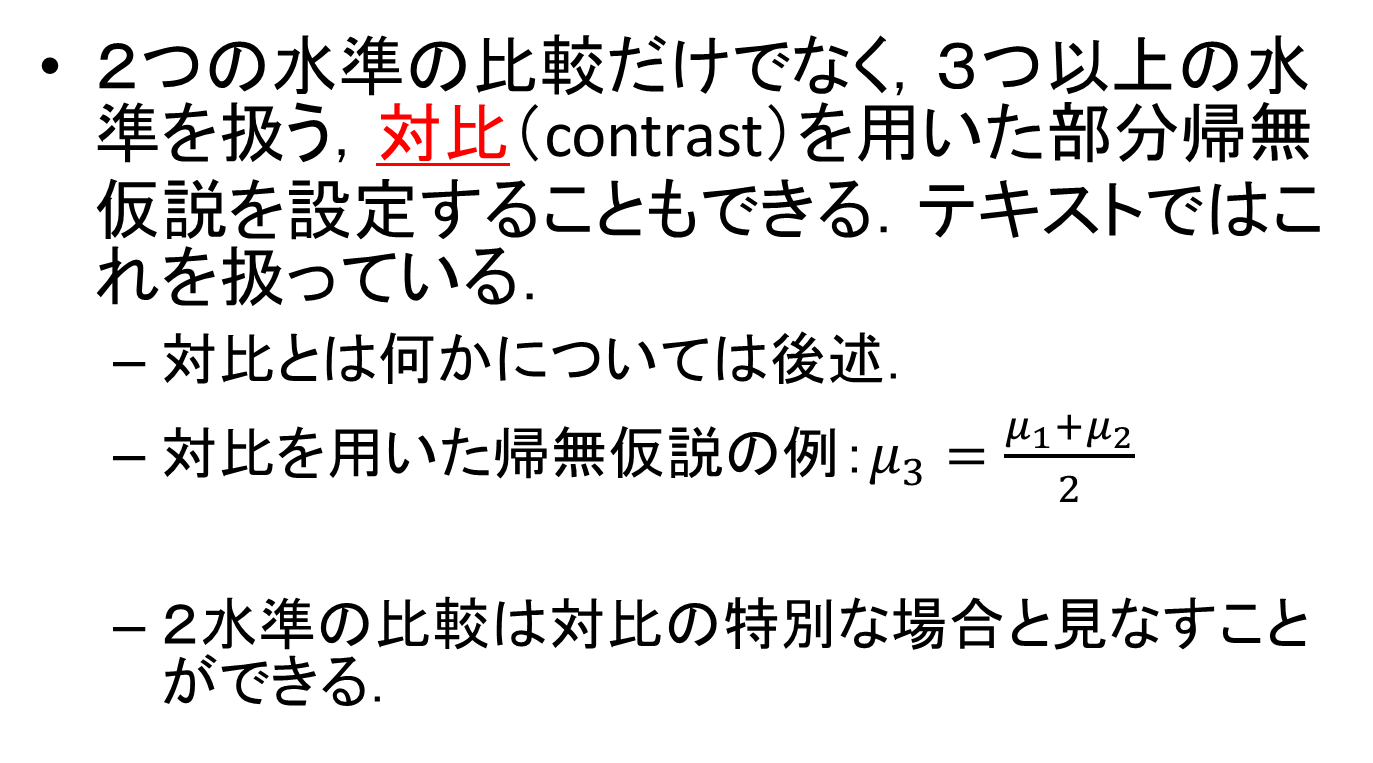 • ２つの水準の比較だけでなく，３つ以上の水
準を扱う，対比（contrast）を用いた部分帰無
仮説を設定することもできる．テキストではこ
れを扱っている．
– 対比とは何かについては後述．
– 対比を用いた帰無仮説の例：μ₃ = (μ₁+μ₂)/2
– ２水準の比較は対比の特別な場合と見なすこと
ができる．